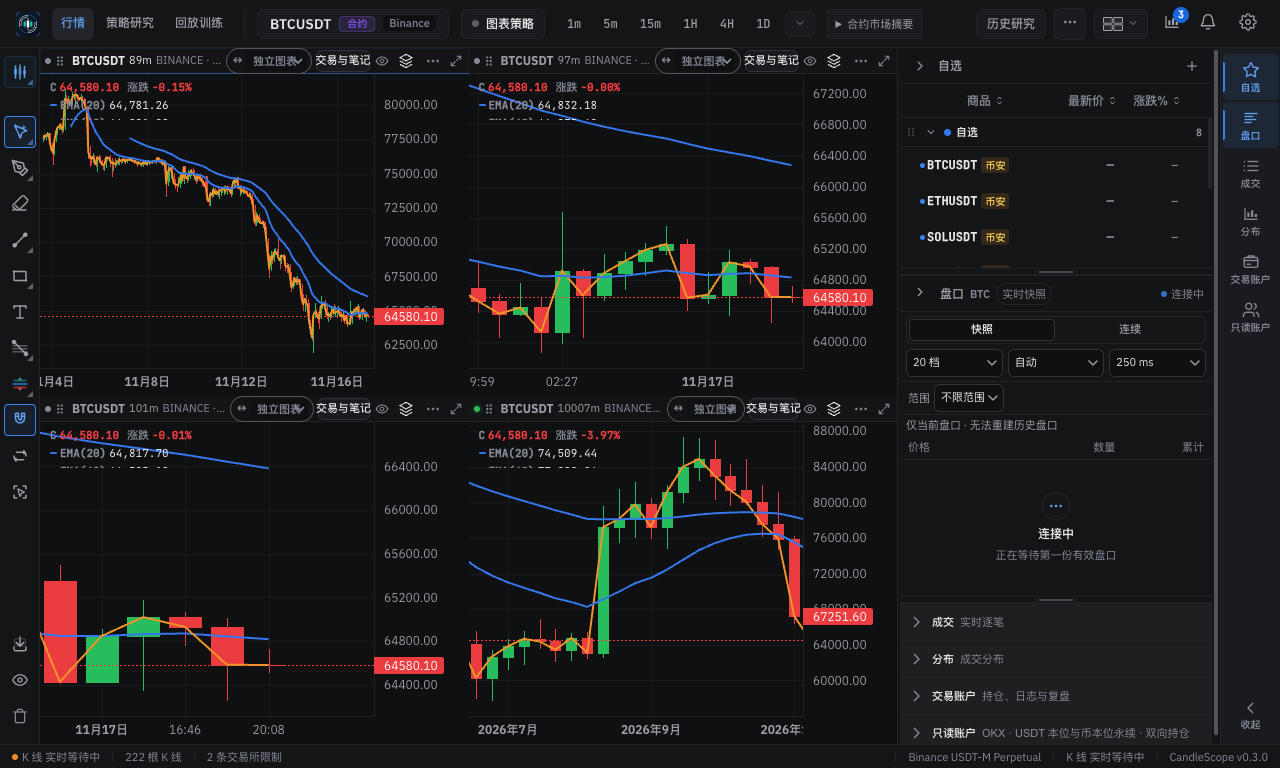 行情 策略研究 回放训练 BTCUSDT 合约 Binance 图表策略 1m 5m 15m 1H 4H 1D 合约市场摘要 历史研究 3
BTCUSDT 89m BINANCE · ... 独立图表 交易与笔记
C 64,580.10 涨跌 -0.15%
EMA(20) 64,781.26
80000.00
77500.00
75000.00
72500.00
70000.00
67500.00
64580.10
62500.00
1月4日 11月8日 11月12日 11月16日
BTCUSDT 97m BINANCE · ... 独立图表 交易与笔记
C 64,580.10 涨跌 -0.00%
EMA(20) 64,832.18
67200.00
66800.00
66400.00
66000.00
65600.00
65200.00
64800.00
64580.10
64400.00
64000.00
9:59 02:27 11月17日
BTCUSDT 101m BINANCE · ... 独立图表 交易与笔记
C 64,580.10 涨跌 -0.01%
EMA(20) 64,817.70
66400.00
66000.00
65600.00
65200.00
64800.00
64580.10
64400.00
11月17日 16:46 20:08
BTCUSDT 10007m BINANCE... 独立图表 交易与笔记
C 64,580.10 涨跌 -3.97%
EMA(20) 74,509.44
88000.00
84000.00
80000.00
76000.00
72000.00
68000.00
67251.60
64000.00
60000.00
2026年7月 2026年9月 2026年
自选
商品 最新价 涨跌%
自选 8
BTCUSDT 币安 — —
ETHUSDT 币安 — —
SOLUSDT 币安 — —
盘口 BTC 实时快照 连接中
快照 连续
20 档 自动 250 ms
范围 不限范围
仅当前盘口 · 无法重建历史盘口
价格 数量 累计
连接中
正在等待第一份有效盘口
成交 实时逐笔
分布 成交分布
交易账户 持仓、日志与复盘
只读账户 OKX · USDT 本位与币本位永续 · 双向持仓
自选
盘口
成交
分布
交易账户
只读账户
收起
K 线 实时等待中 222 根 K 线 2 条交易所限制 Binance USDT-M Perpetual K 线 实时等待中 CandleScope v0.3.0